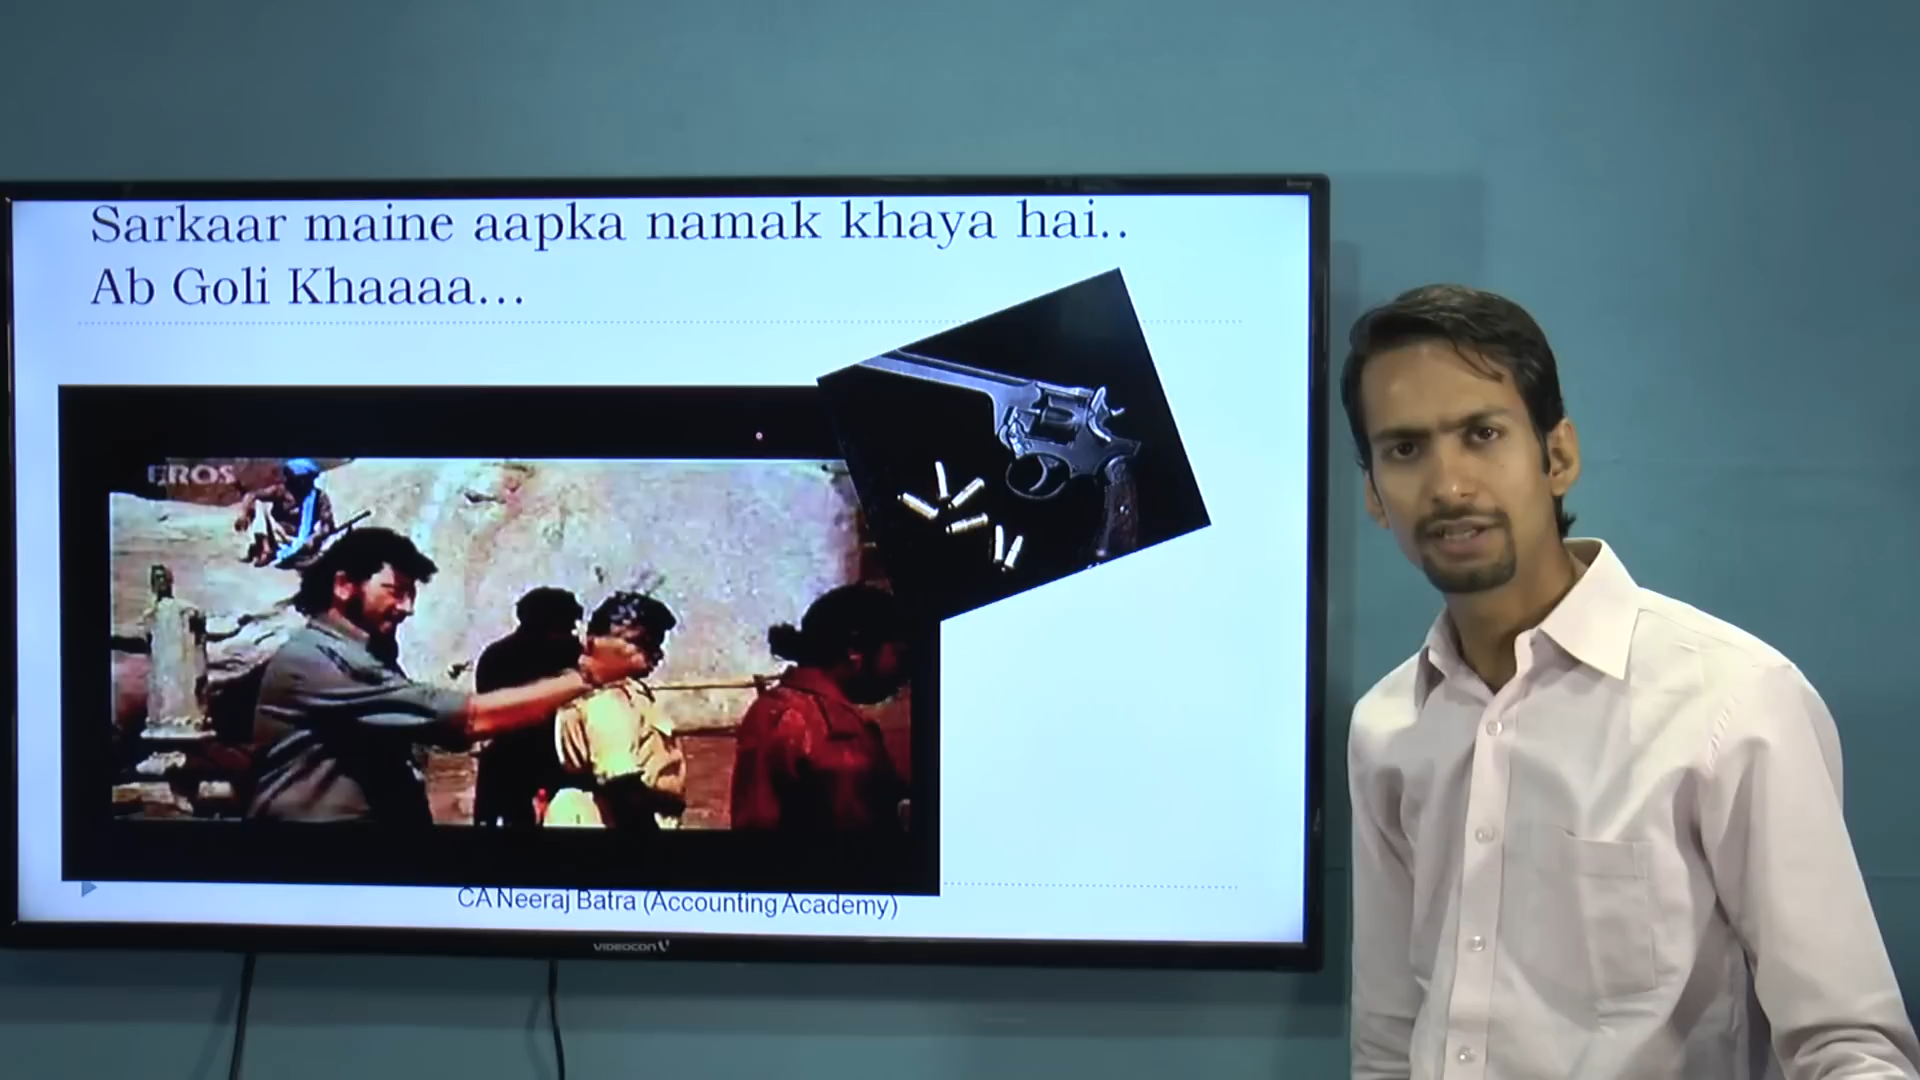 Sarkaar maine aapka namak khaya hai..
Ab Goli Khaaaa...
EROS
CA Neeraj Batra (Accounting Academy)
VIDEOCON